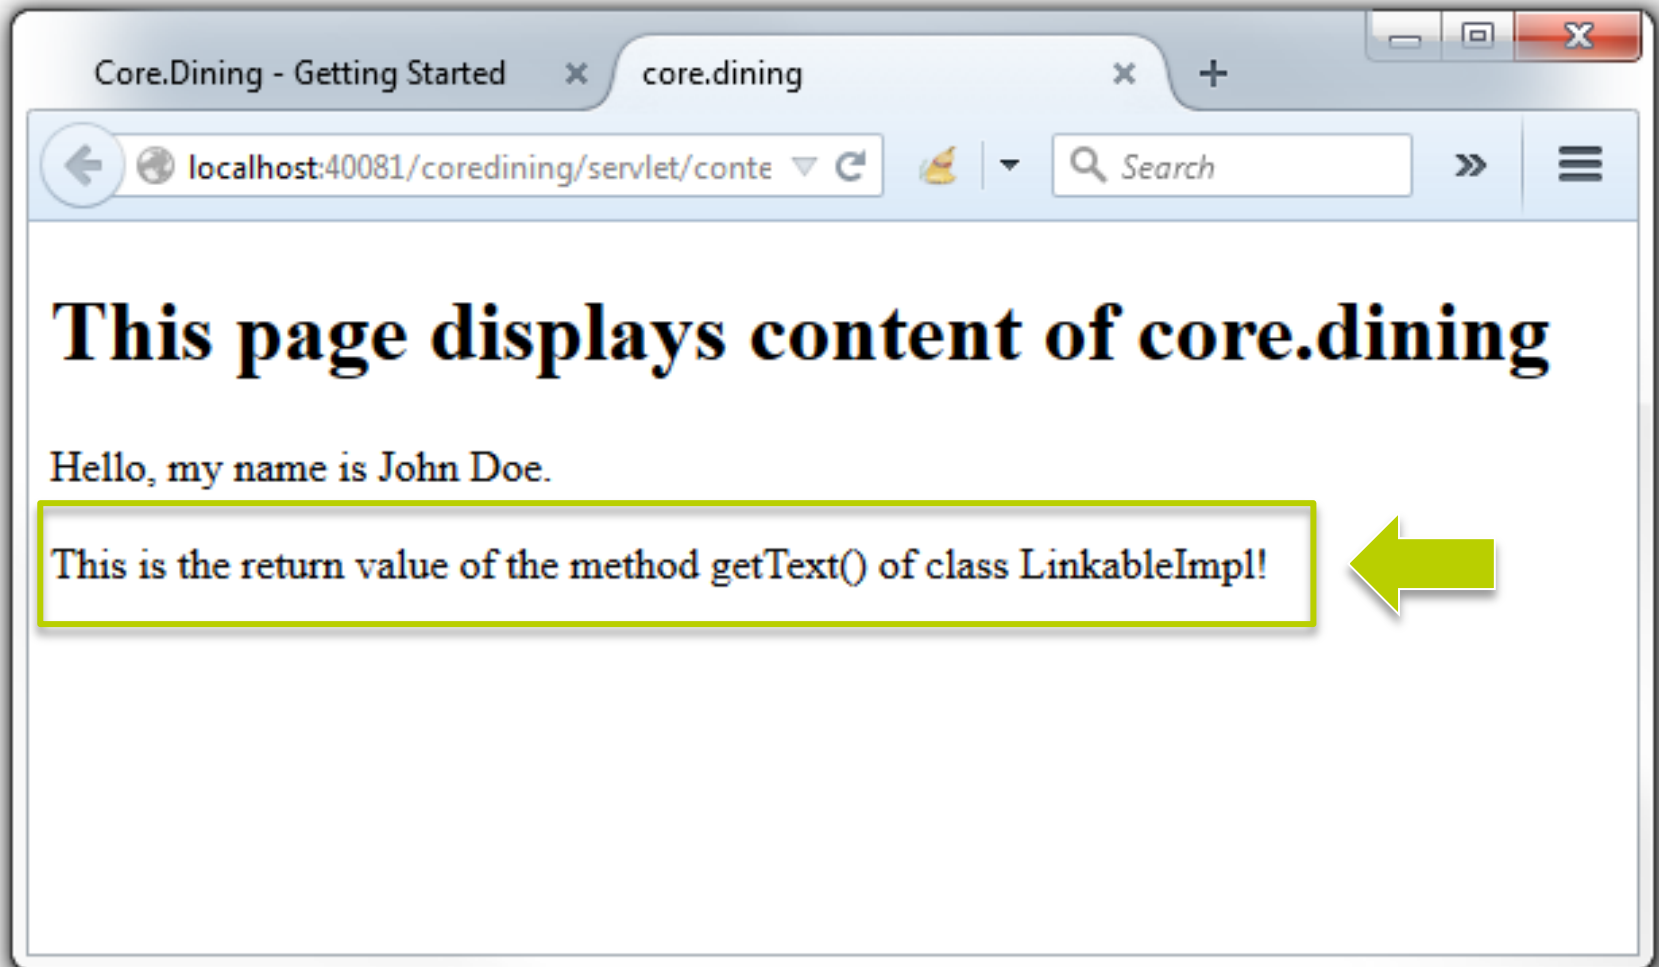 Core.Dining - Getting Started
core.dining
localhost:40081/coredining/servlet/conte
Search
This page displays content of core.dining
Hello, my name is John Doe.
This is the return value of the method getText() of class LinkableImpl!